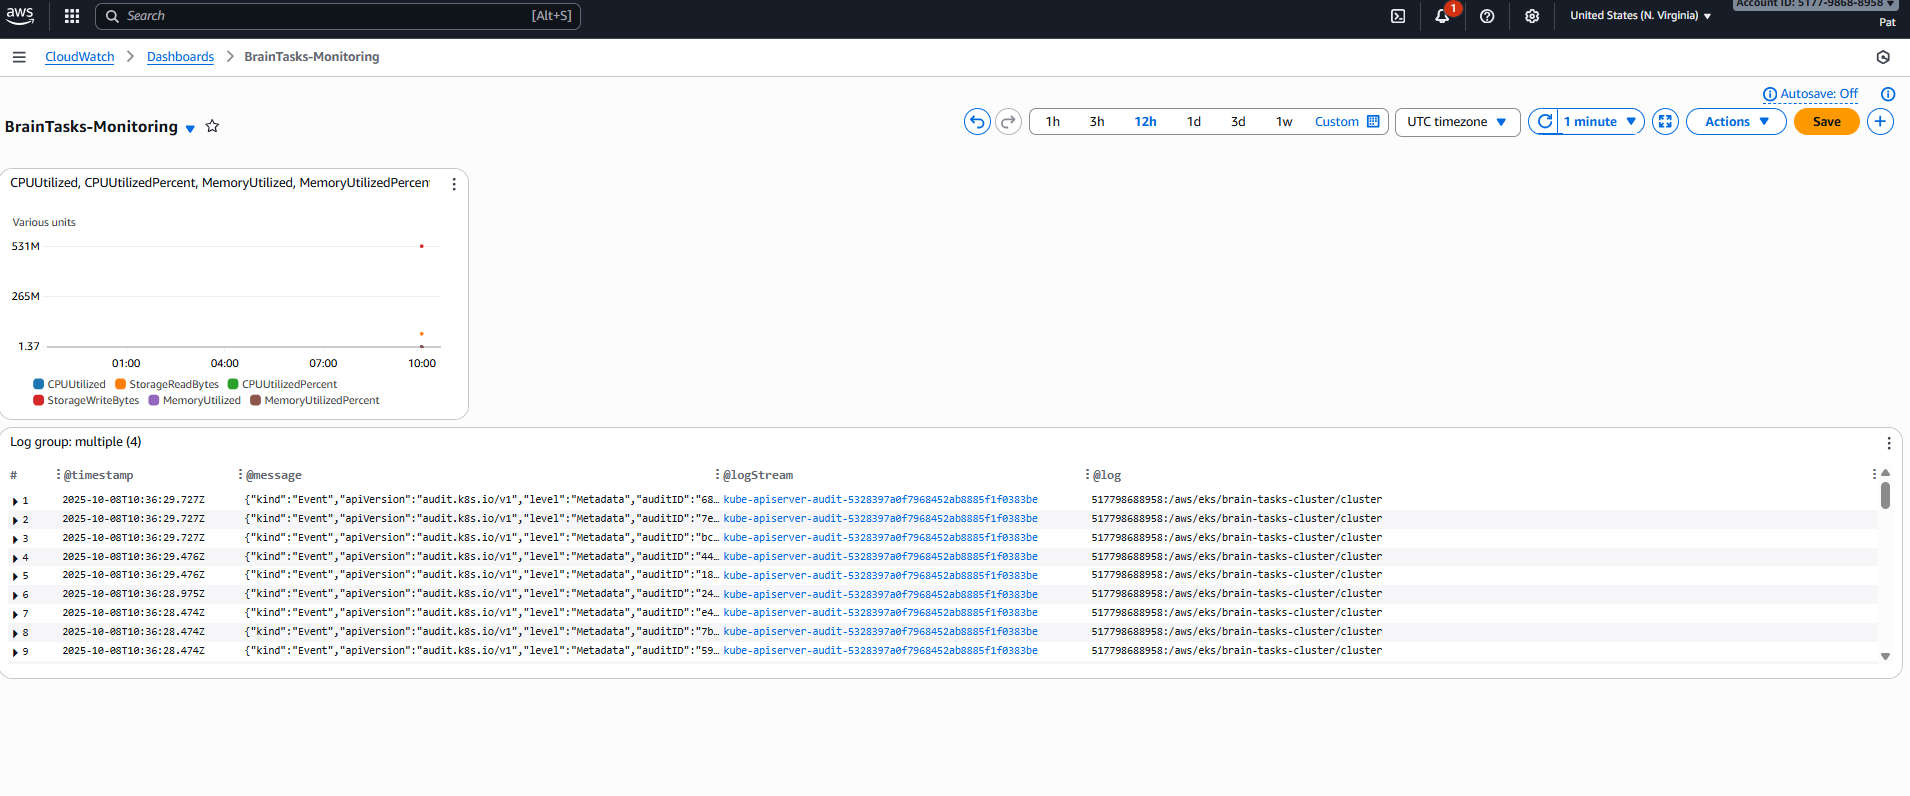 aws Search [Alt+S] 1 United States (N. Virginia) Account ID: 5177-9868-8958
Pat
CloudWatch Dashboards BrainTasks-Monitoring
Autosave: Off
BrainTasks-Monitoring 1h 3h 12h 1d 3d 1w Custom UTC timezone 1 minute Actions Save
CPUUtilized, CPUUtilizedPercent, MemoryUtilized, MemoryUtilizedPercent
Various units
531M
265M
1.37
01:00 04:00 07:00 10:00
CPUUtilized StorageReadBytes CPUUtilizedPercent
StorageWriteBytes MemoryUtilized MemoryUtilizedPercent
Log group: multiple (4)
# @timestamp @message @logStream @log
1 2025-10-08T10:36:29.727Z {"kind":"Event","apiVersion":"audit.k8s.io/v1","level":"Metadata","auditID":"68… kube-apiserver-audit-5328397a0f7968452ab8885f1f0383be 517798688958:/aws/eks/brain-tasks-cluster/cluster
2 2025-10-08T10:36:29.727Z {"kind":"Event","apiVersion":"audit.k8s.io/v1","level":"Metadata","auditID":"7e… kube-apiserver-audit-5328397a0f7968452ab8885f1f0383be 517798688958:/aws/eks/brain-tasks-cluster/cluster
3 2025-10-08T10:36:29.727Z {"kind":"Event","apiVersion":"audit.k8s.io/v1","level":"Metadata","auditID":"bc… kube-apiserver-audit-5328397a0f7968452ab8885f1f0383be 517798688958:/aws/eks/brain-tasks-cluster/cluster
4 2025-10-08T10:36:29.476Z {"kind":"Event","apiVersion":"audit.k8s.io/v1","level":"Metadata","auditID":"44… kube-apiserver-audit-5328397a0f7968452ab8885f1f0383be 517798688958:/aws/eks/brain-tasks-cluster/cluster
5 2025-10-08T10:36:29.476Z {"kind":"Event","apiVersion":"audit.k8s.io/v1","level":"Metadata","auditID":"18… kube-apiserver-audit-5328397a0f7968452ab8885f1f0383be 517798688958:/aws/eks/brain-tasks-cluster/cluster
6 2025-10-08T10:36:28.975Z {"kind":"Event","apiVersion":"audit.k8s.io/v1","level":"Metadata","auditID":"24… kube-apiserver-audit-5328397a0f7968452ab8885f1f0383be 517798688958:/aws/eks/brain-tasks-cluster/cluster
7 2025-10-08T10:36:28.474Z {"kind":"Event","apiVersion":"audit.k8s.io/v1","level":"Metadata","auditID":"e4… kube-apiserver-audit-5328397a0f7968452ab8885f1f0383be 517798688958:/aws/eks/brain-tasks-cluster/cluster
8 2025-10-08T10:36:28.474Z {"kind":"Event","apiVersion":"audit.k8s.io/v1","level":"Metadata","auditID":"7b… kube-apiserver-audit-5328397a0f7968452ab8885f1f0383be 517798688958:/aws/eks/brain-tasks-cluster/cluster
9 2025-10-08T10:36:28.474Z {"kind":"Event","apiVersion":"audit.k8s.io/v1","level":"Metadata","auditID":"59… kube-apiserver-audit-5328397a0f7968452ab8885f1f0383be 517798688958:/aws/eks/brain-tasks-cluster/cluster